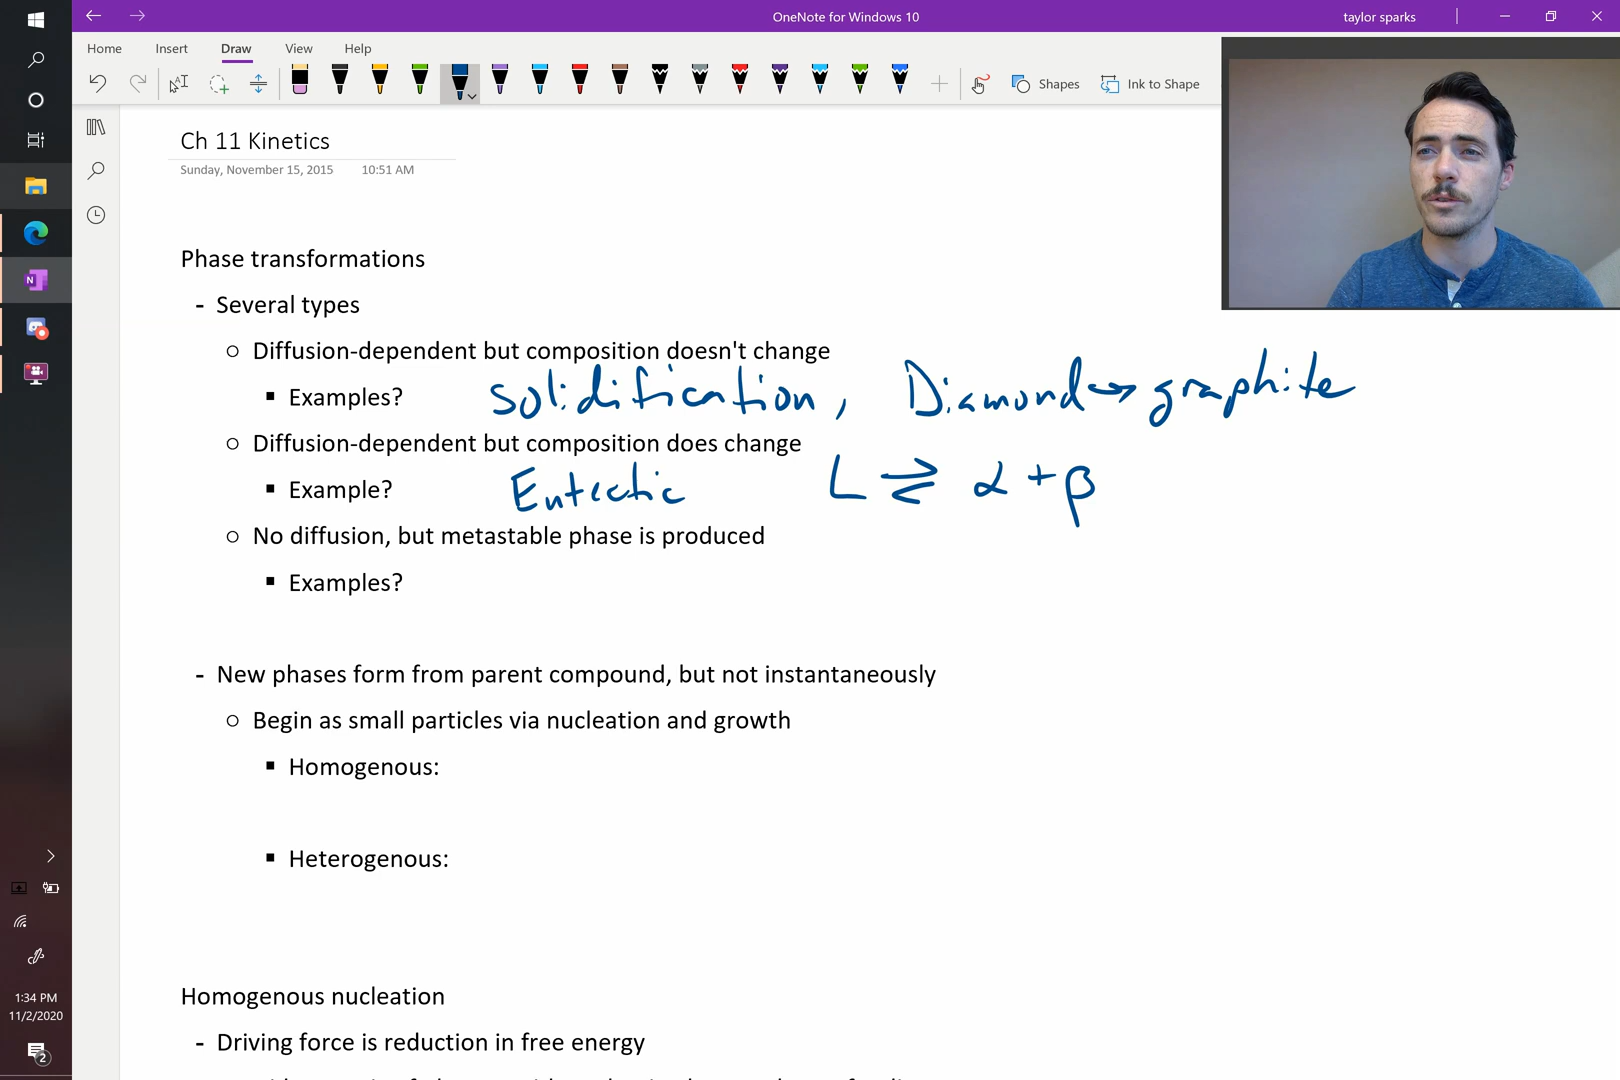 OneNote for Windows 10
taylor sparks
Home Insert Draw View Help
Shapes
Ink to Shape
Ch 11 Kinetics
Sunday, November 15, 2015 10:51 AM
Phase transformations
- Several types
○ Diffusion-dependent but composition doesn't change
▪ Examples? Solidification, Diamond ↔ graphite
○ Diffusion-dependent but composition does change
▪ Example? Eutectic L ⇌ α + β
○ No diffusion, but metastable phase is produced
▪ Examples?
- New phases form from parent compound, but not instantaneously
○ Begin as small particles via nucleation and growth
▪ Homogenous:
▪ Heterogenous:
Homogenous nucleation
- Driving force is reduction in free energy
1:34 PM
11/2/2020
2